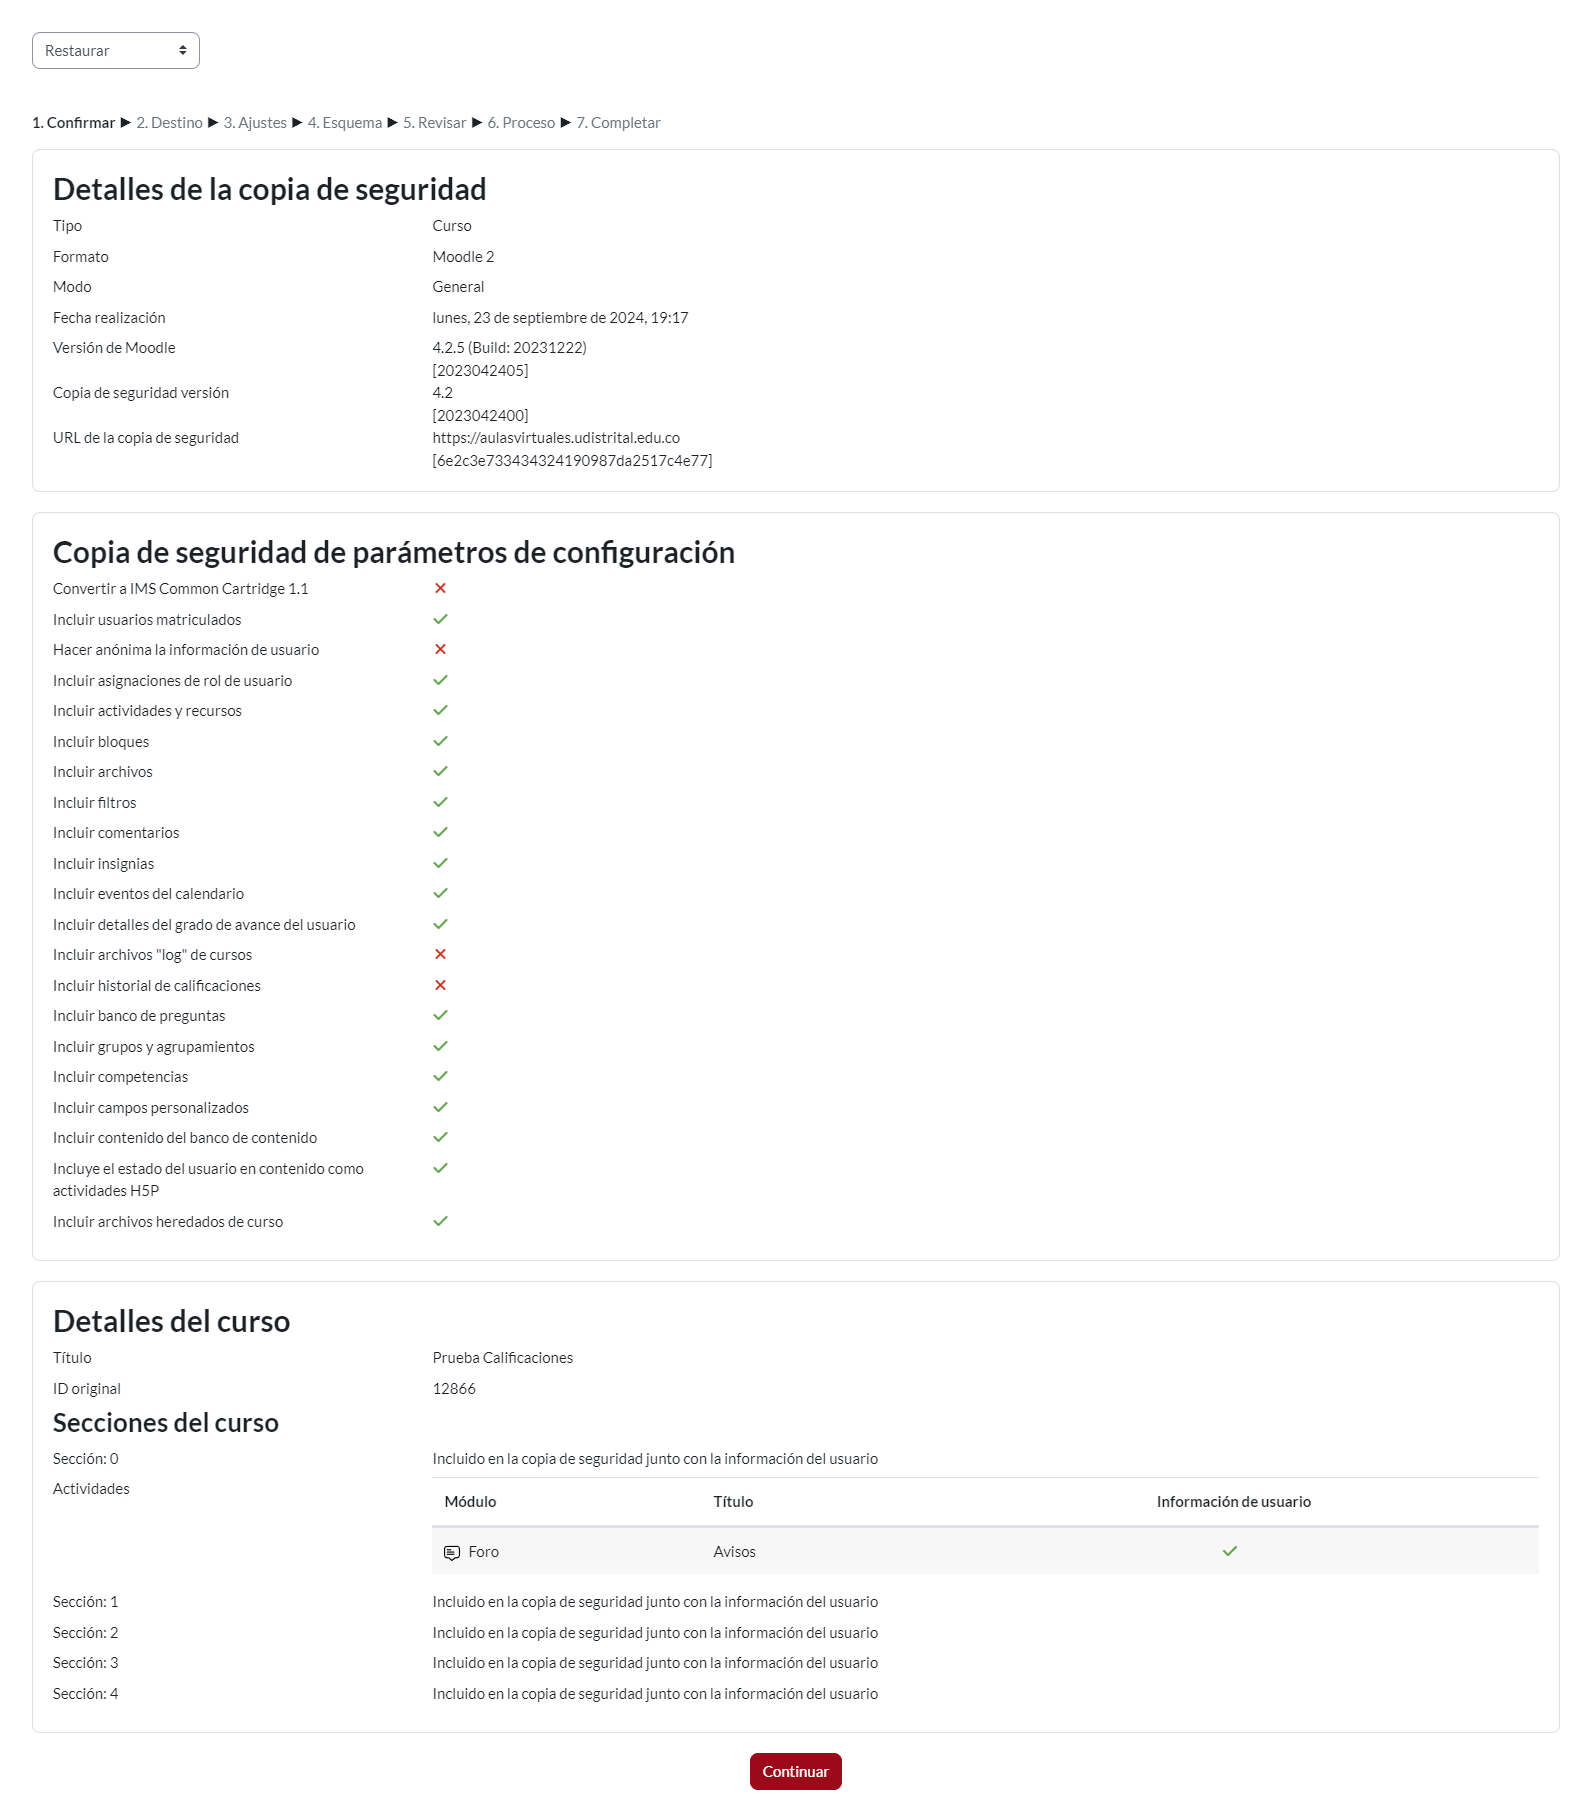 Restaurar
1. Confirmar ► 2. Destino ► 3. Ajustes ► 4. Esquema ► 5. Revisar ► 6. Proceso ► 7. Completar
Detalles de la copia de seguridad
Tipo Curso
Formato Moodle 2
Modo General
Fecha realización lunes, 23 de septiembre de 2024, 19:17
Versión de Moodle 4.2.5 (Build: 20231222)
[2023042405]
Copia de seguridad versión 4.2
[2023042400]
URL de la copia de seguridad https://aulasvirtuales.udistrital.edu.co
[6e2c3e733434324190987da2517c4e77]
Copia de seguridad de parámetros de configuración
Convertir a IMS Common Cartridge 1.1
Incluir usuarios matriculados
Hacer anónima la información de usuario
Incluir asignaciones de rol de usuario
Incluir actividades y recursos
Incluir bloques
Incluir archivos
Incluir filtros
Incluir comentarios
Incluir insignias
Incluir eventos del calendario
Incluir detalles del grado de avance del usuario
Incluir archivos "log" de cursos
Incluir historial de calificaciones
Incluir banco de preguntas
Incluir grupos y agrupamientos
Incluir competencias
Incluir campos personalizados
Incluir contenido del banco de contenido
Incluye el estado del usuario en contenido como
actividades H5P
Incluir archivos heredados de curso
Detalles del curso
Título Prueba Calificaciones
ID original 12866
Secciones del curso
Sección: 0 Incluido en la copia de seguridad junto con la información del usuario
Actividades
Módulo Título Información de usuario
Foro Avisos
Sección: 1 Incluido en la copia de seguridad junto con la información del usuario
Sección: 2 Incluido en la copia de seguridad junto con la información del usuario
Sección: 3 Incluido en la copia de seguridad junto con la información del usuario
Sección: 4 Incluido en la copia de seguridad junto con la información del usuario
Continuar